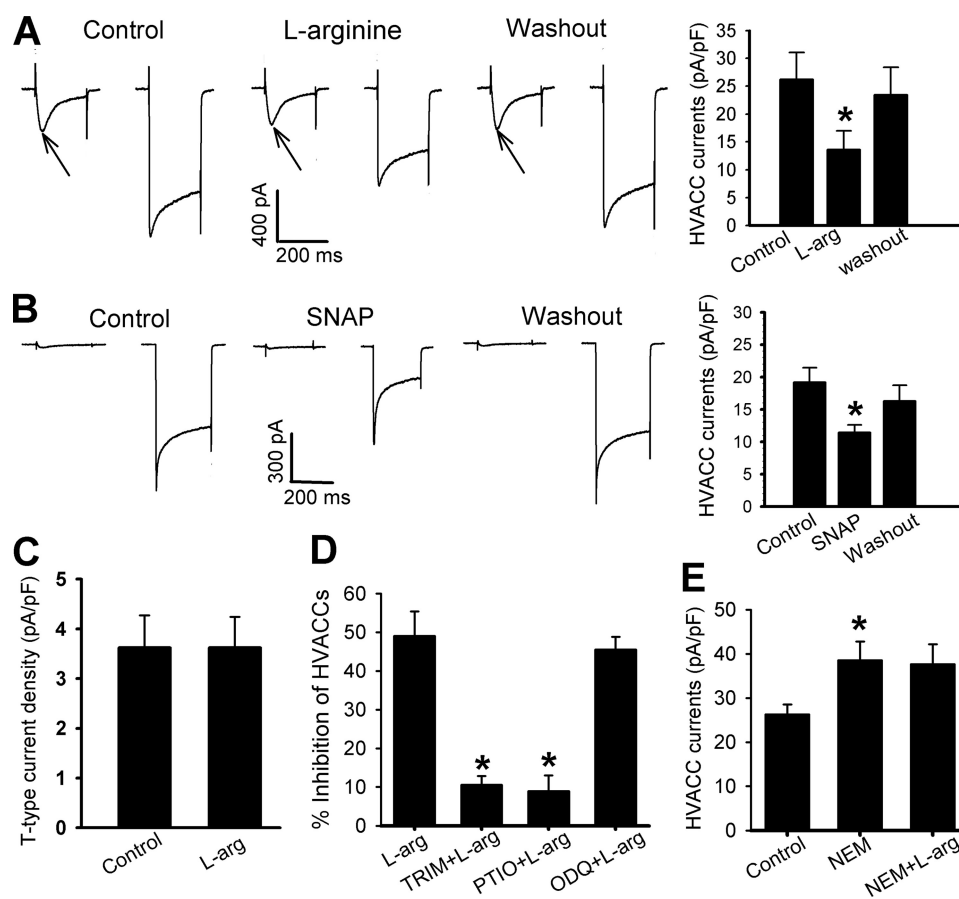 A
Control
L-arginine
Washout
400 pA
200 ms
HVACC currents (pA/pF)
35
30
25
20
15
10
5
0
*
Control
L-arg
washout
B
Control
SNAP
Washout
300 pA
200 ms
HVACC currents (pA/pF)
30
25
20
15
10
5
0
*
Control
SNAP
Washout
C
T-type current density (pA/pF)
5
4
3
2
1
0
Control
L-arg
D
% Inhibition of HVACCs
60
50
40
30
20
10
0
*
*
L-arg
TRIM+L-arg
PTIO+L-arg
ODQ+L-arg
E
HVACC currents (pA/pF)
50
40
30
20
10
0
*
Control
NEM
NEM+L-arg